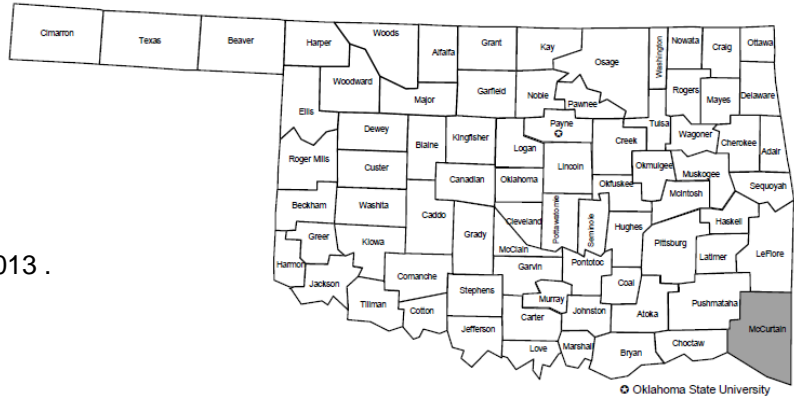 Cimarron
Texas
Beaver
Harper
Woods
Alfalfa
Grant
Kay
Osage
Washington
Nowata
Craig
Ottawa
Woodward
Major
Garfield
Noble
Pawnee
Rogers
Mayes
Delaware
Ellis
Dewey
Blaine
Kingfisher
Logan
Payne
Creek
Tulsa
Wagoner
Cherokee
Adair
Roger Mills
Custer
Canadian
Oklahoma
Lincoln
Okfuskee
Okmulgee
Muskogee
McIntosh
Sequoyah
Beckham
Washita
Caddo
Grady
Cleveland
Pottawatomie
Seminole
Hughes
Pittsburg
Haskel
Latimer
LeFlore
Greer
Kiowa
McClain
Garvin
Pontotoc
Coal
013 .
Harmon
Jackson
Comanche
Stephens
Murray
Johnston
Atoka
Pushmataha
McCurtain
Tillman
Cotton
Jefferson
Carter
Love
Marshall
Bryan
Choctaw
Oklahoma State University